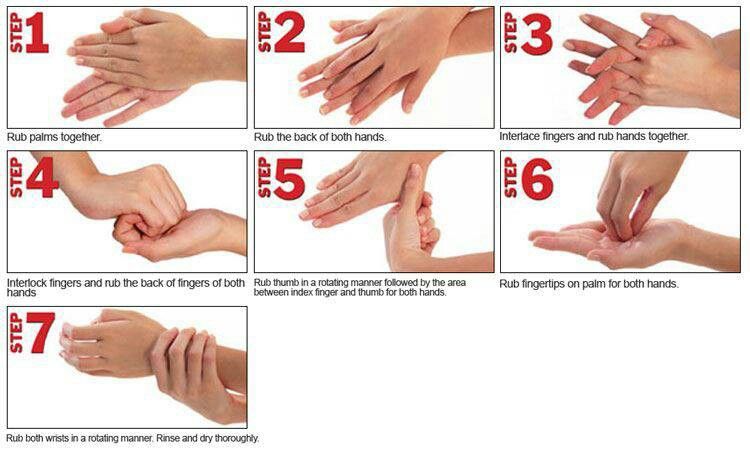 STEP 1
Rub palms together.
STEP 2
Rub the back of both hands.
STEP 3
Interlace fingers and rub hands together.
STEP 4
Interlock fingers and rub the back of fingers of both
hands
STEP 5
Rub thumb in a rotating manner followed by the area
between index finger and thumb for both hands.
STEP 6
Rub fingertips on palm for both hands.
STEP 7
Rub both wrists in a rotating manner. Rinse and dry thoroughly.